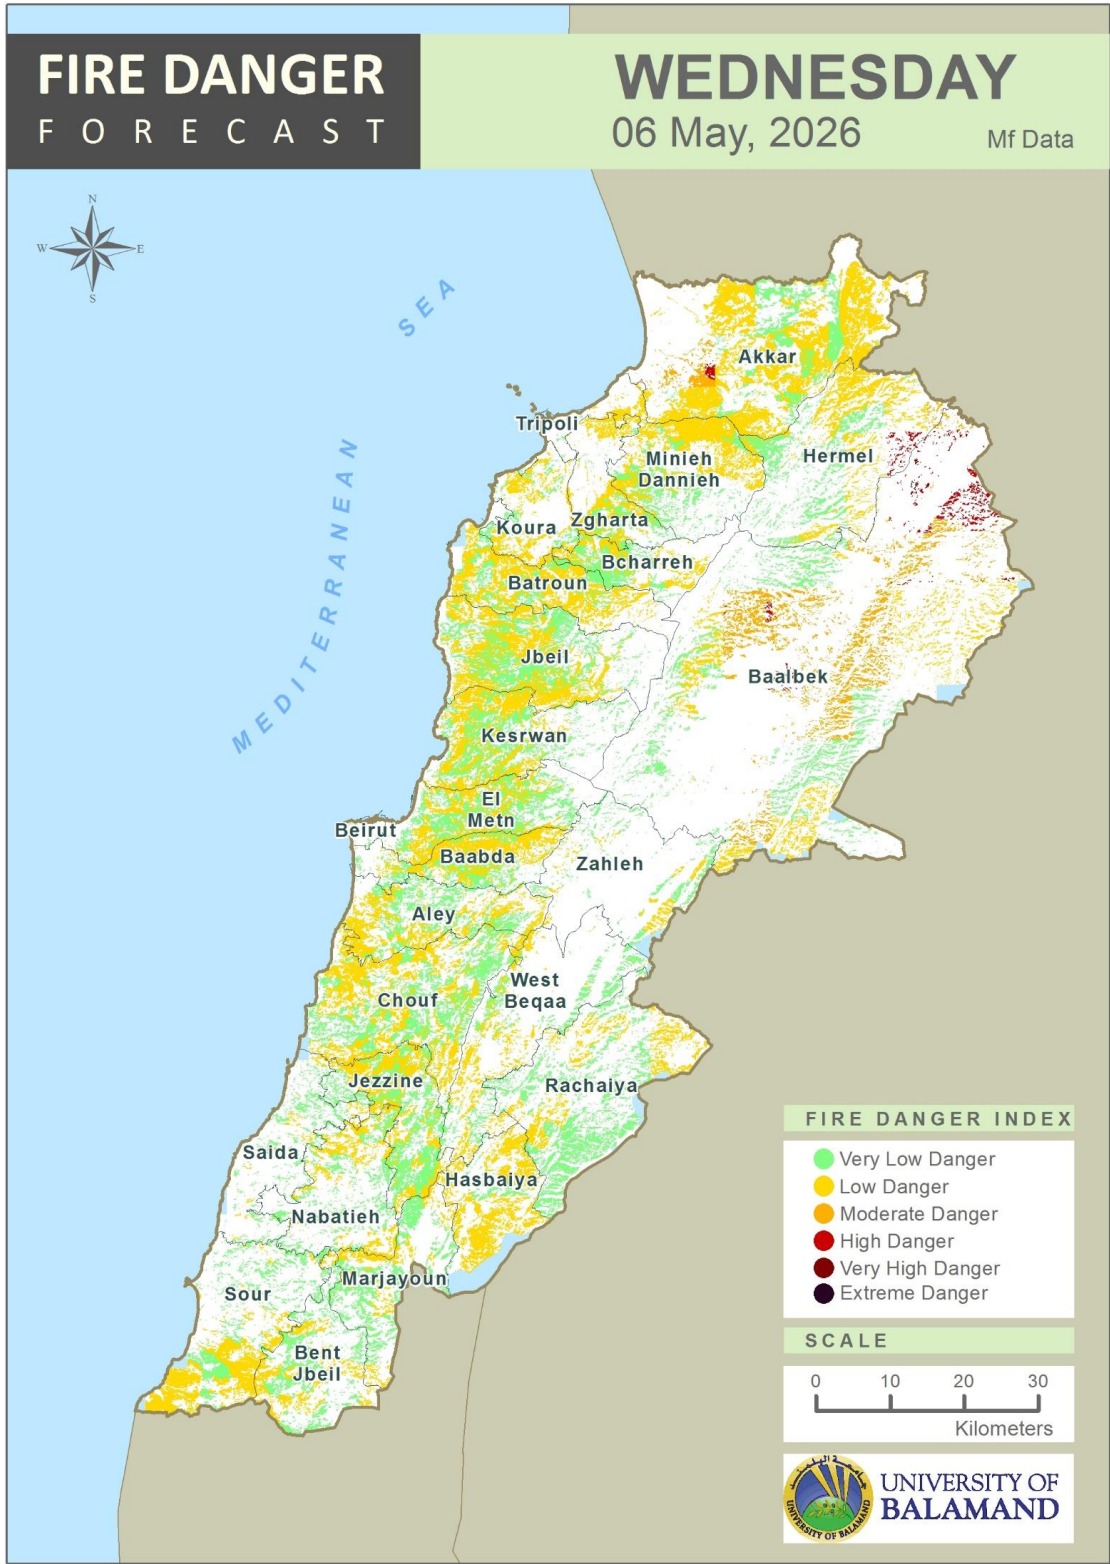 FIRE DANGER
FORECAST
WEDNESDAY
06 May, 2026
Mf Data
N
W
E
S
MEDITERRANEAN SEA
Akkar
Tripoli
Hermel
Minieh
Dannieh
Koura
Zgharta
Bcharreh
Batroun
Jbeil
Baalbek
Kesrwan
El
Metn
Beirut
Baabda
Zahleh
Aley
West
Beqaa
Chouf
Jezzine
Rachaiya
Saida
Hasbaiya
Nabatieh
Marjayoun
Sour
Bent
Jbeil
FIRE DANGER INDEX
Very Low Danger
Low Danger
Moderate Danger
High Danger
Very High Danger
Extreme Danger
SCALE
0 10 20 30
Kilometers
UNIVERSITY OF BALAMAND
UNIVERSITY OF
BALAMAND